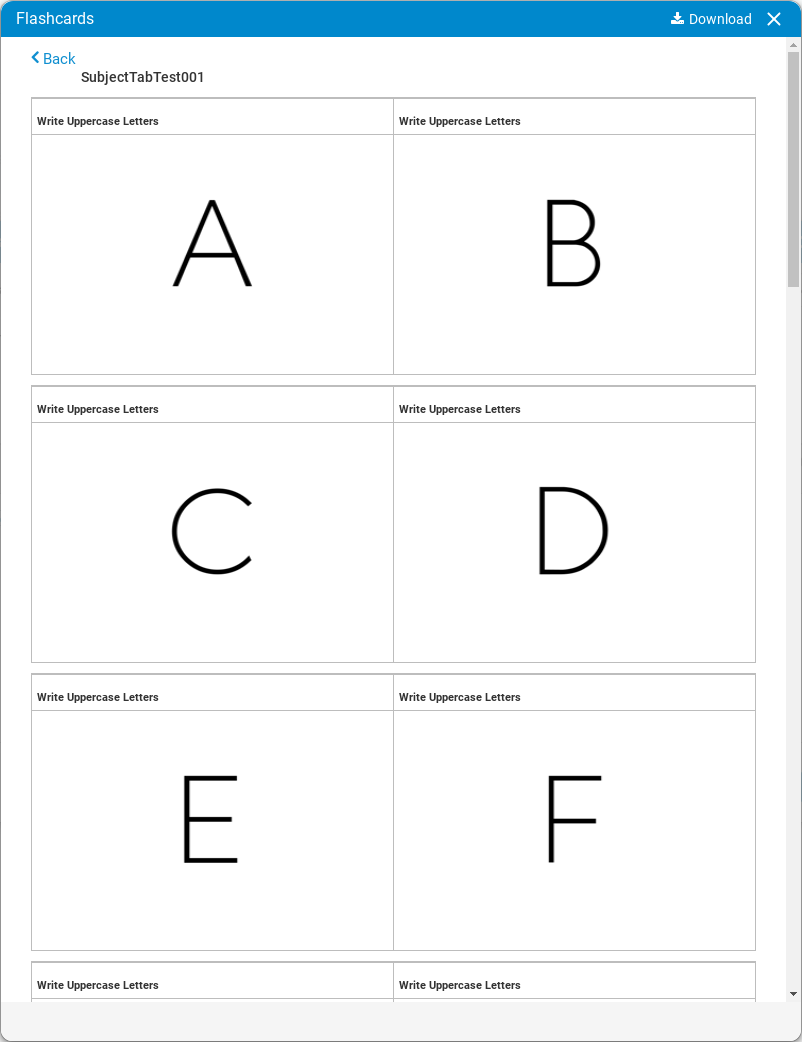 Flashcards Download
Back
SubjectTabTest001
Write Uppercase Letters Write Uppercase Letters
A B
Write Uppercase Letters Write Uppercase Letters
C D
Write Uppercase Letters Write Uppercase Letters
E F
Write Uppercase Letters Write Uppercase Letters